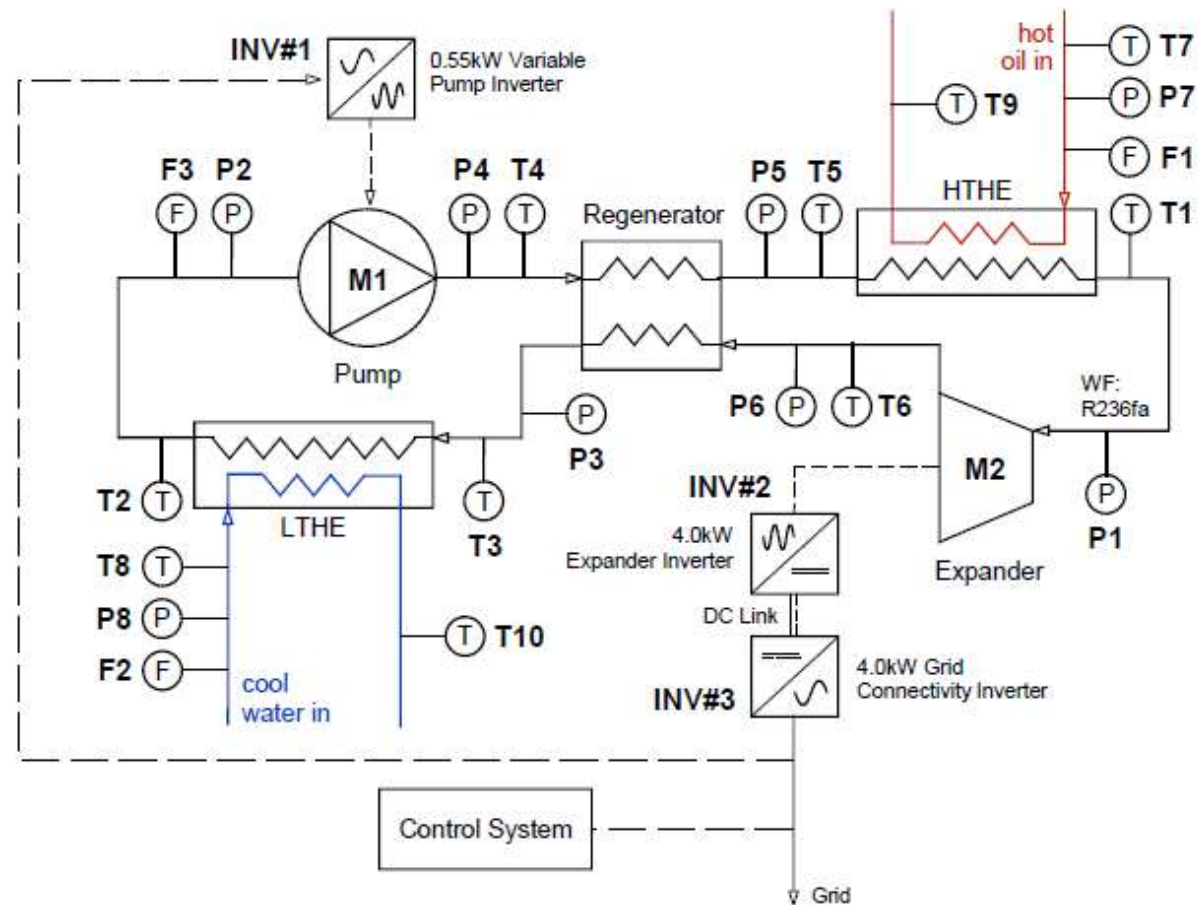 INV#1
0.55kW Variable
Pump Inverter
hot
oil in
T
T7
P
P7
T
T9
F
F1
F3
P2
P4
T4
P5
T5
HTHE
F
P
P
T
Regenerator
P
T
T
T1
M1
Pump
WF:
R236fa
P
T
P6
T6
P
P3
M2
P
P1
T2
T
LTHE
T
T3
INV#2
4.0kW
Expander Inverter
Expander
T8
T
P8
P
DC Link
F2
F
T
T10
4.0kW Grid
Connectivity Inverter
INV#3
cool
water in
Control System
Grid